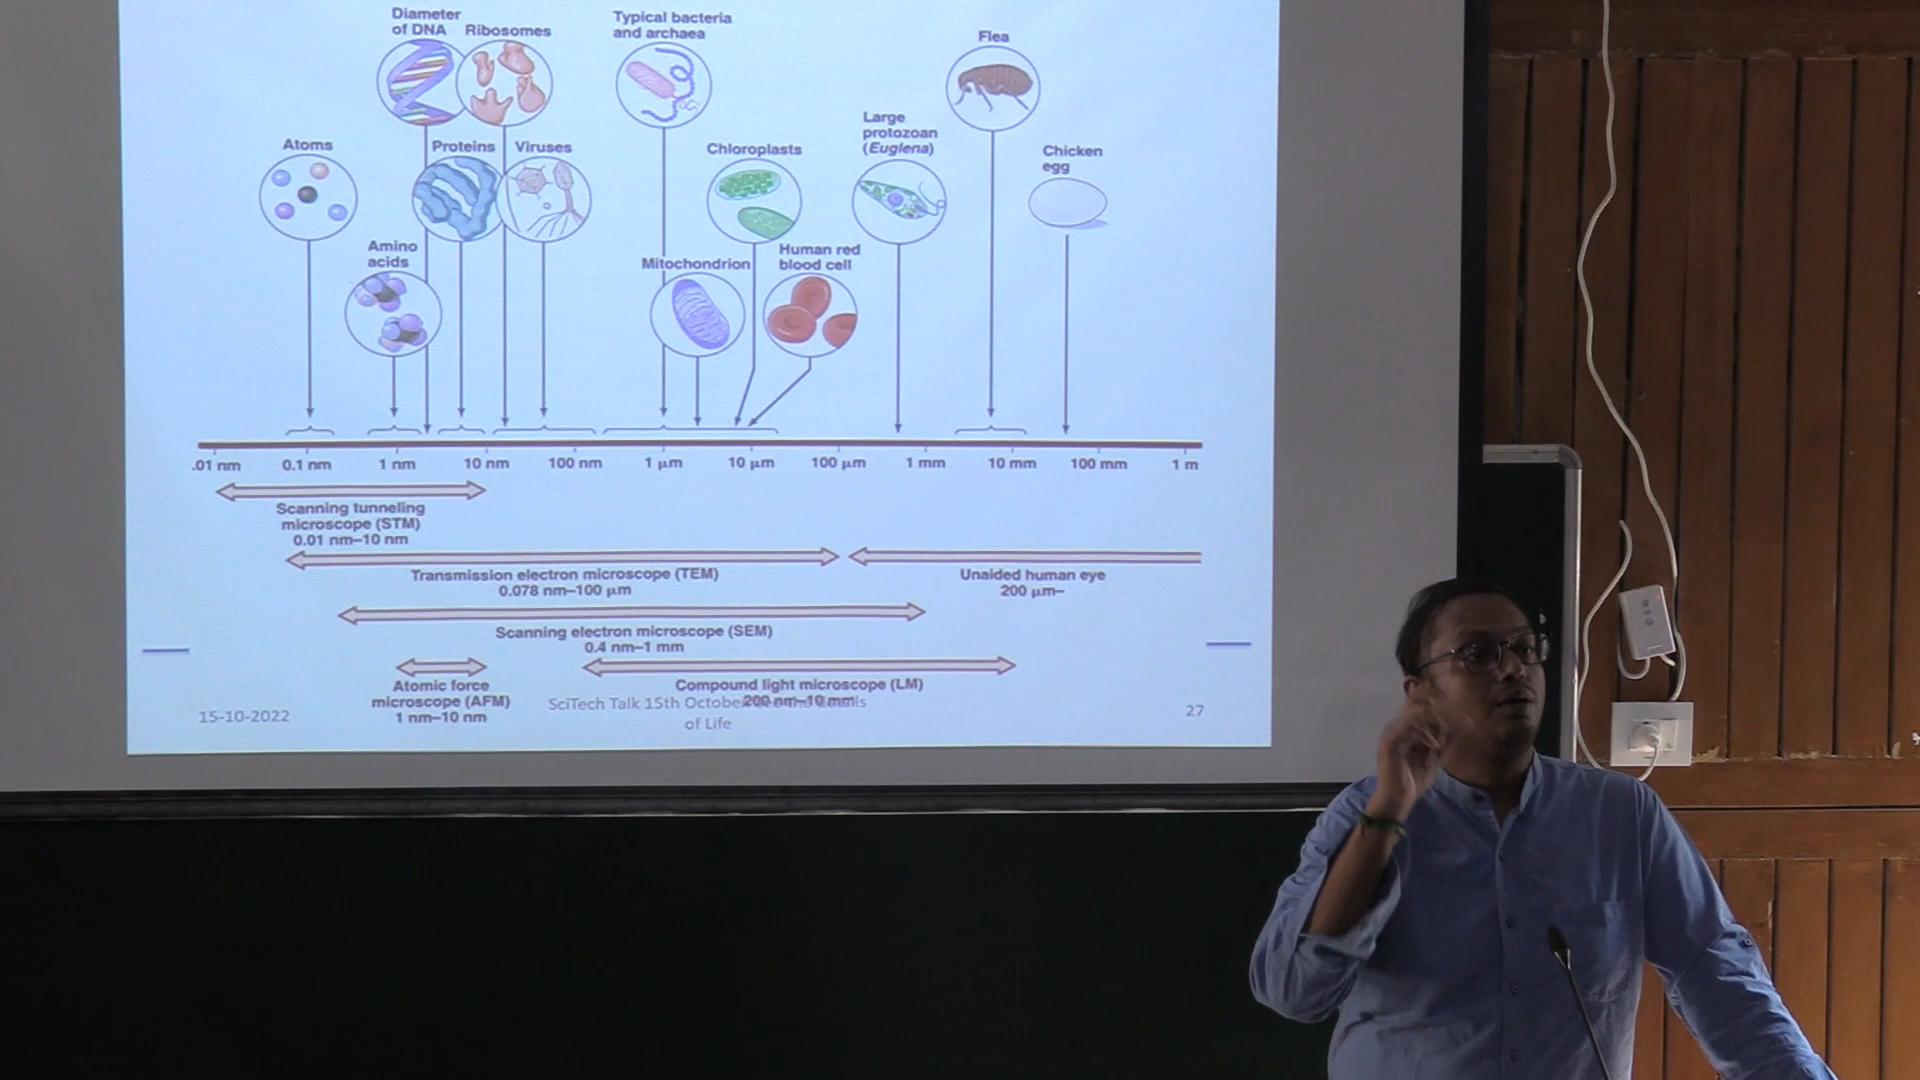 Diameter
of DNA
Ribosomes
Typical bacteria
and archaea
Flea
Large
protozoan
(Euglena)
Atoms
Proteins
Viruses
Chloroplasts
Chicken
egg
Amino
acids
Mitochondrion
Human red
blood cell
.01 nm 0.1 nm 1 nm 10 nm 100 nm 1 μm 10 μm 100 μm 1 mm 10 mm 100 mm 1 m
Scanning tunneling
microscope (STM)
0.01 nm–10 nm
Transmission electron microscope (TEM)
0.078 nm–100 μm
Unaided human eye
200 μm–
Scanning electron microscope (SEM)
0.4 nm–1 mm
Atomic force
microscope (AFM)
1 nm–10 nm
Compound light microscope (LM)
200 nm–10 mm
15-10-2022
SciTech Talk 15th October
of Life
27